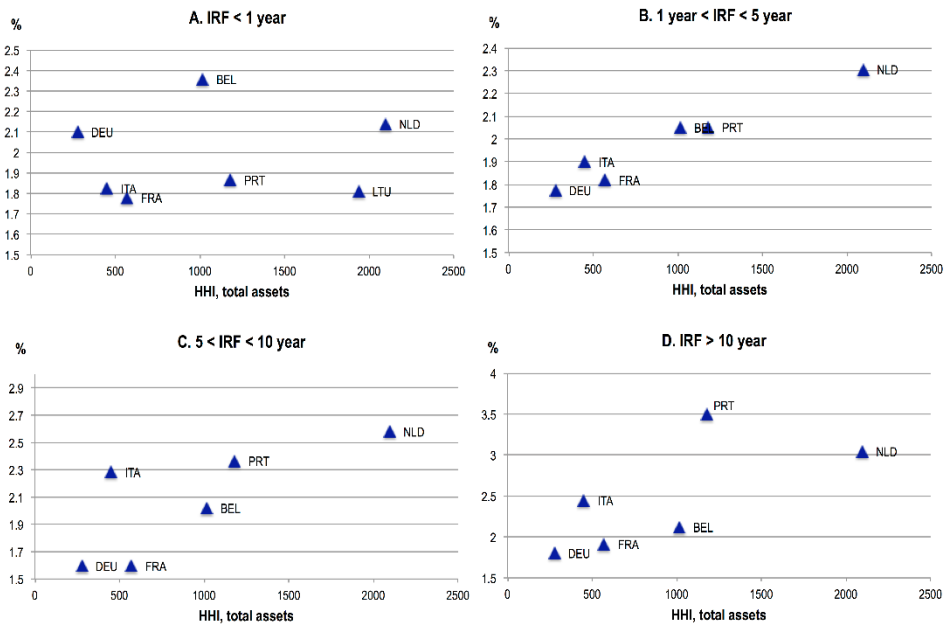 A. IRF < 1 year
%
2.5
2.4
2.3
2.2
2.1
2
1.9
1.8
1.7
1.6
1.5
BEL
DEU
NLD
ITA
FRA
PRT
LTU
0 500 1000 1500 2000 2500
HHI, total assets
B. 1 year < IRF < 5 year
%
2.4
2.3
2.2
2.1
2
1.9
1.8
1.7
1.6
1.5
NLD
BEL PRT
ITA
FRA
DEU
0 500 1000 1500 2000 2500
HHI, total assets
C. 5 < IRF < 10 year
%
2.9
2.7
2.5
2.3
2.1
1.9
1.7
1.5
NLD
PRT
ITA
BEL
DEU FRA
0 500 1000 1500 2000 2500
HHI, total assets
D. IRF > 10 year
%
4
3.5
3
2.5
2
1.5
PRT
NLD
ITA
BEL
FRA
DEU
0 500 1000 1500 2000 2500
HHI, total assets